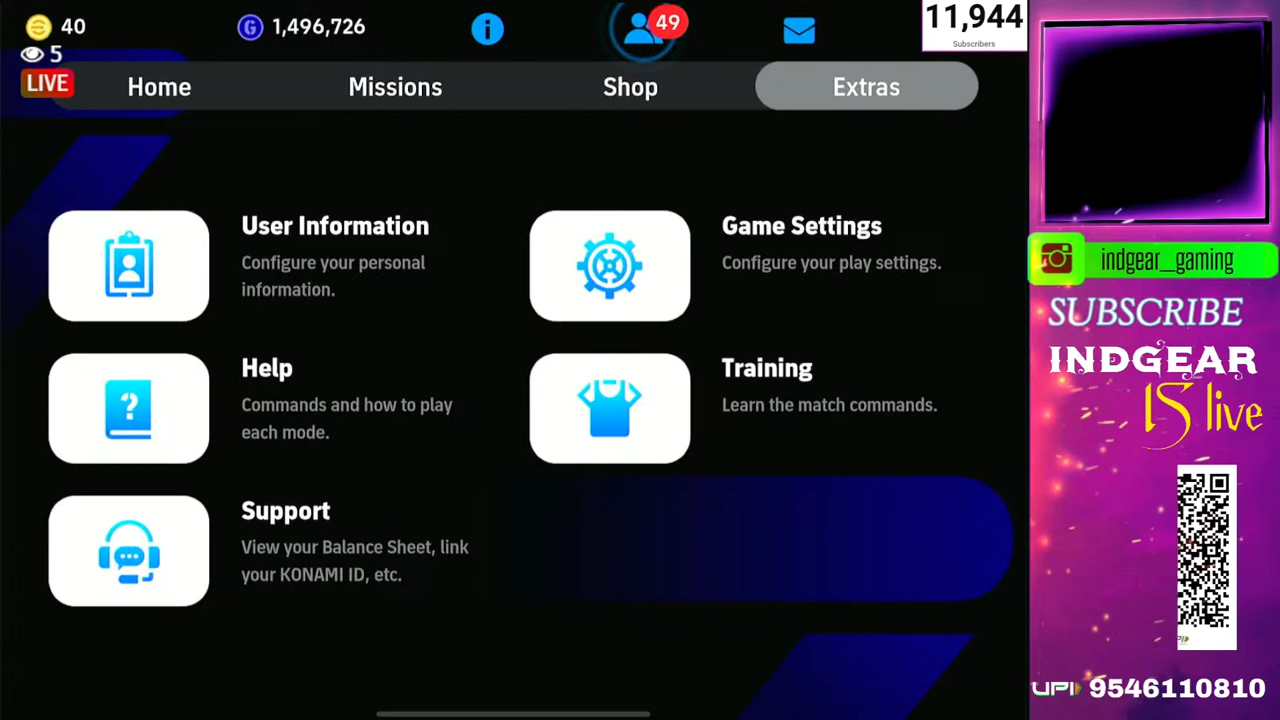 40
1,496,726
49
11,944
Subscribers
5
LIVE
Home
Missions
Shop
Extras
User Information
Configure your personal
information.
Game Settings
Configure your play settings.
Help
Commands and how to play
each mode.
Training
Learn the match commands.
Support
View your Balance Sheet, link
your KONAMI ID, etc.
indgear_gaming
SUBSCRIBE
INDGEAR
IS live
UPI 9546110810